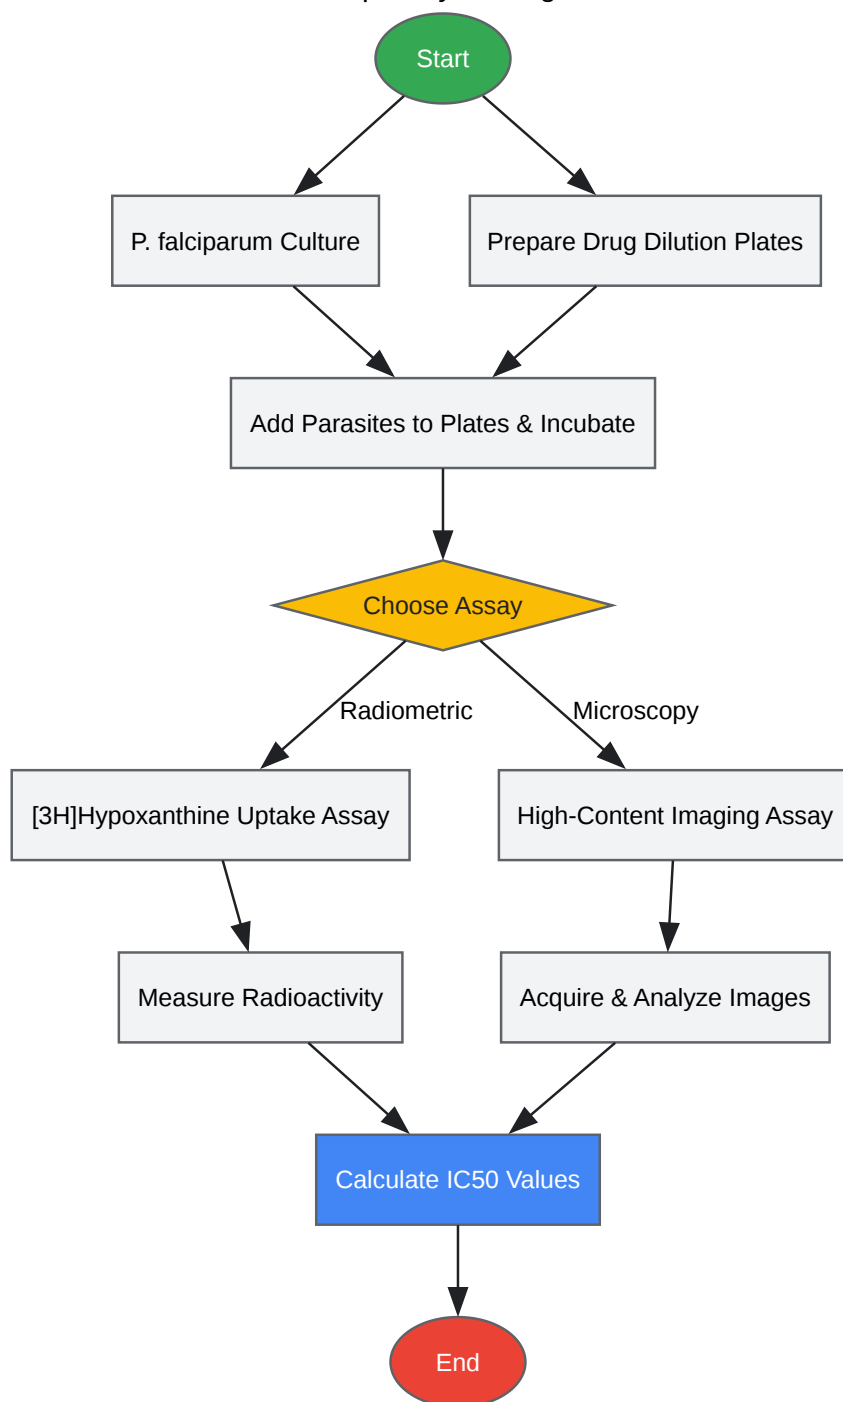 Start
P. falciparum Culture
Prepare Drug Dilution Plates
Add Parasites to Plates & Incubate
Choose Assay
Radiometric
Microscopy
[3H]Hypoxanthine Uptake Assay
High-Content Imaging Assay
Measure Radioactivity
Acquire & Analyze Images
Calculate IC50 Values
End